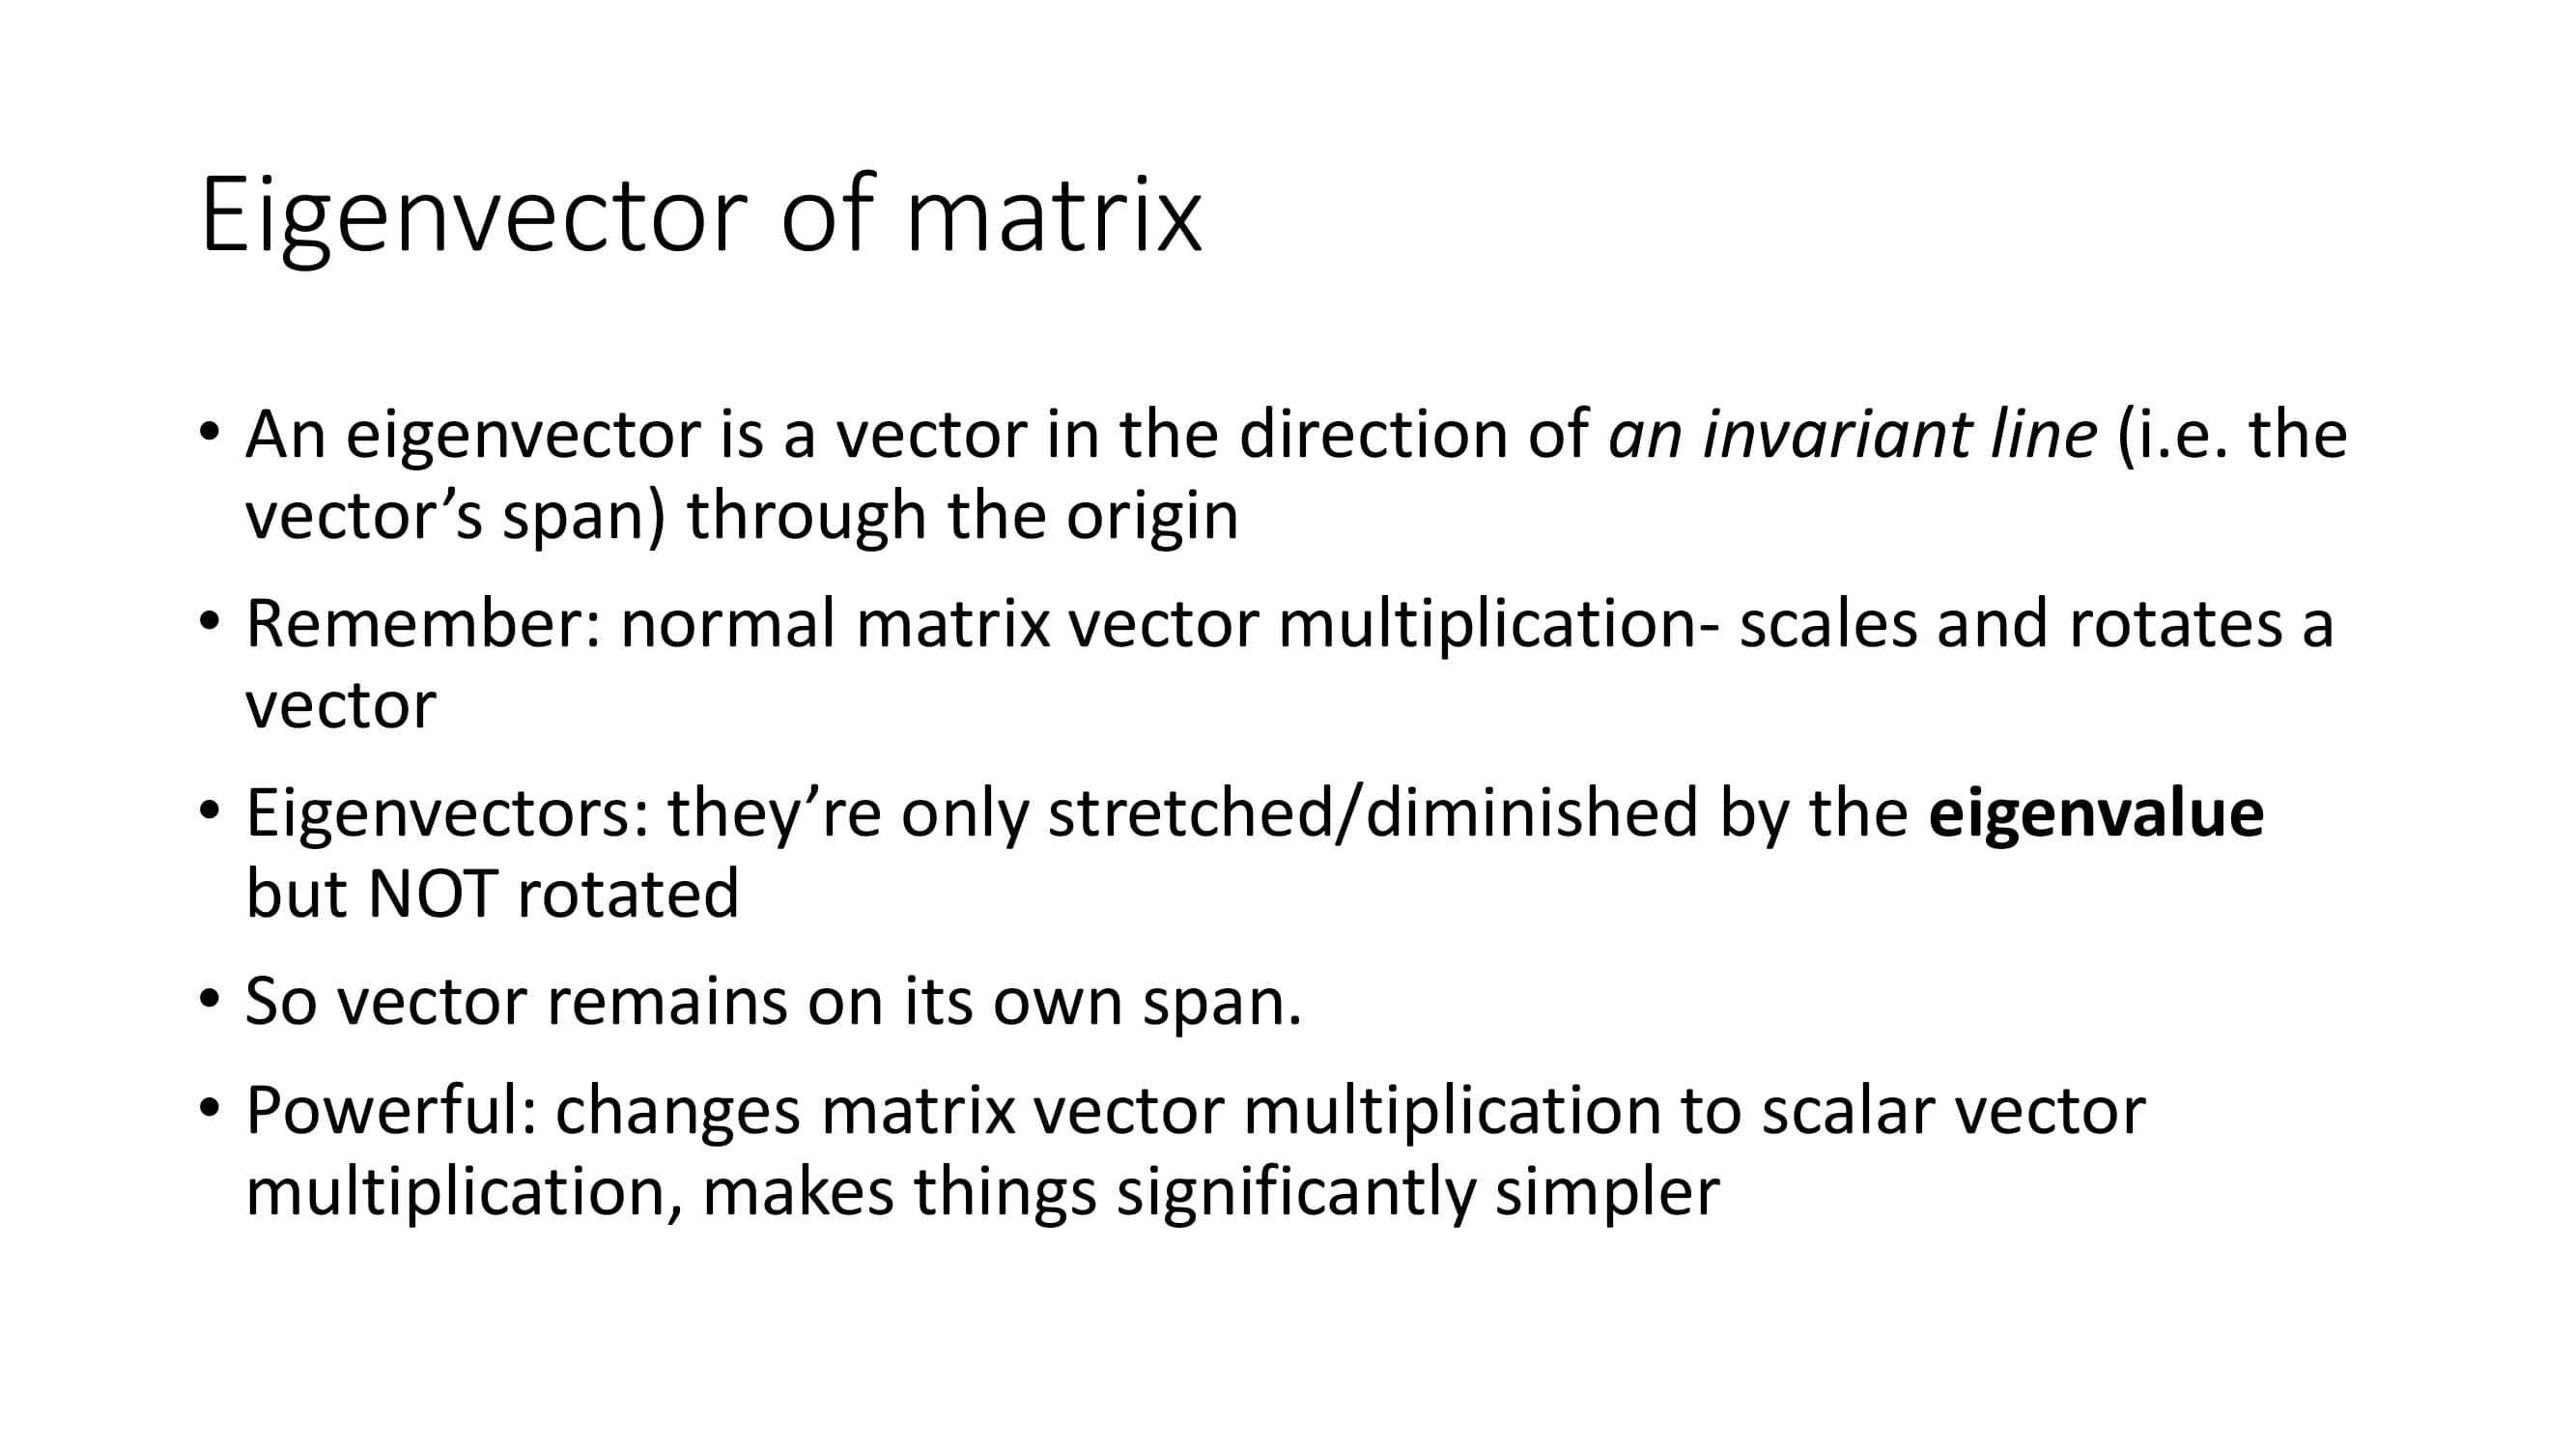 Eigenvector of matrix
• An eigenvector is a vector in the direction of an invariant line (i.e. the
vector’s span) through the origin
• Remember: normal matrix vector multiplication- scales and rotates a
vector
• Eigenvectors: they’re only stretched/diminished by the eigenvalue
but NOT rotated
• So vector remains on its own span.
• Powerful: changes matrix vector multiplication to scalar vector
multiplication, makes things significantly simpler